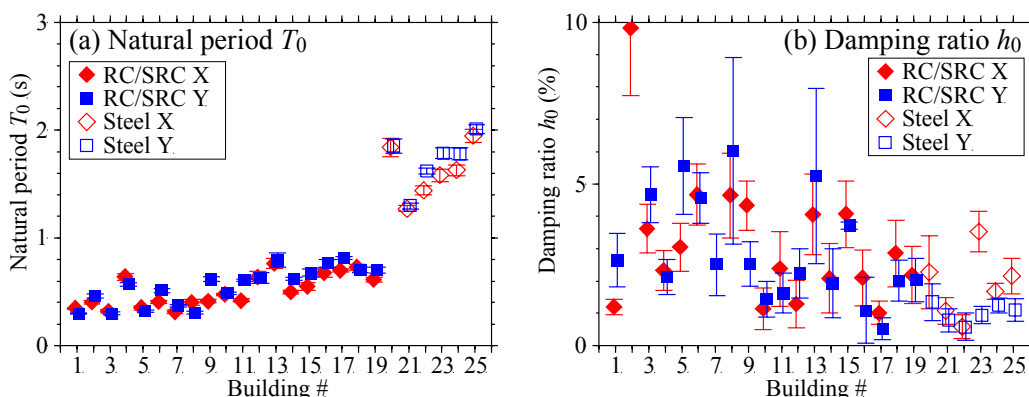 (a) Natural period T0
RC/SRC X
RC/SRC Y
Steel X
Steel Y
Natural period T0 (s)
3
2
1
0
1 3 5 7 9 11 13 15 17 19 21 23 25
Building #
(b) Damping ratio h0
RC/SRC X
RC/SRC Y
Steel X
Steel Y
Damping ratio h0 (%)
10
5
0
1 3 5 7 9 11 13 15 17 19 21 23 25
Building #